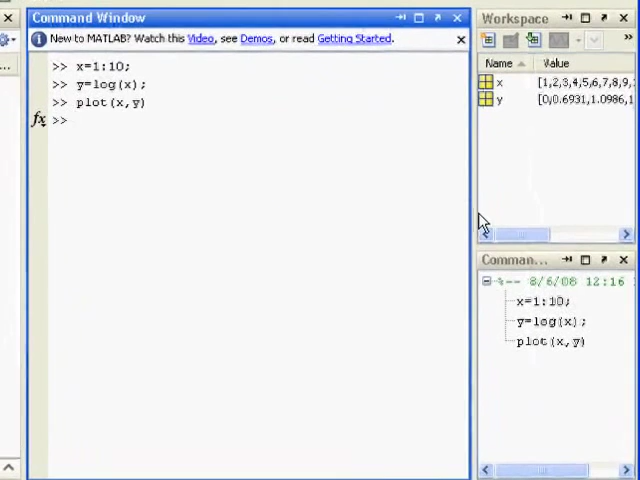 Command Window
New to MATLAB? Watch this Video, see Demos, or read Getting Started.
>> x=1:10;
>> y=log(x);
>> plot(x,y)
fx >>
Workspace
»
Name Value
x [1,2,3,4,5,6,7,8,9,
y [0,0.6931,1.0986,1
Comman...
%-- 8/6/08 12:16
x=1:10;
y=log(x);
plot(x,y)
...